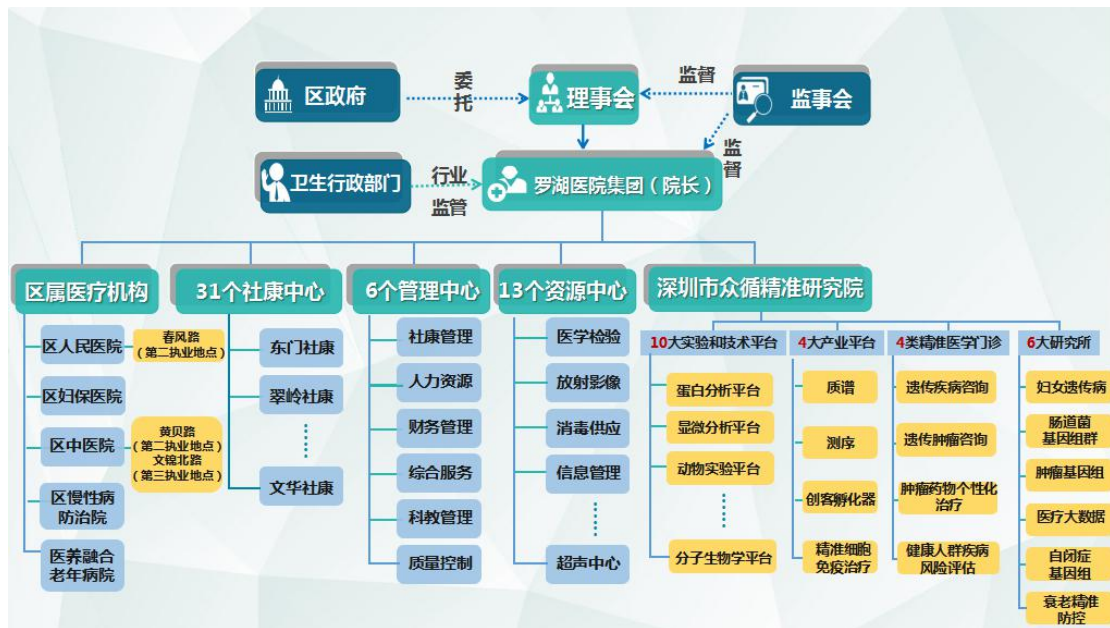 区政府
委
托
理事会
监督
监事会
监
督
卫生行政部门
行业
监管
罗湖医院集团（院长）
区属医疗机构
31个社康中心
6个管理中心
13个资源中心
深圳市众循精准研究院
区人民医院
春风路
（第二执业地点）
区妇保医院
区中医院
黄贝路
（第二执业地点）
文锦北路
（第三执业地点）
区慢性病
防治院
医养融合
老年病院
东门社康
翠岭社康
文华社康
社康管理
人力资源
财务管理
综合服务
科教管理
质量控制
医学检验
放射影像
消毒供应
信息管理
超声中心
10大实验和技术平台
蛋白分析平台
显微分析平台
动物实验平台
分子生物学平台
4大产业平台
质谱
测序
创客孵化器
精准细胞
免疫治疗
4类精准医学门诊
遗传疾病咨询
遗传肿瘤咨询
肿瘤药物个性化
治疗
健康人群疾病
风险评估
6大研究所
妇女遗传病
肠道菌
基因组群
肿瘤基因组
医疗大数据
自闭症
基因组
衰老精准
防控